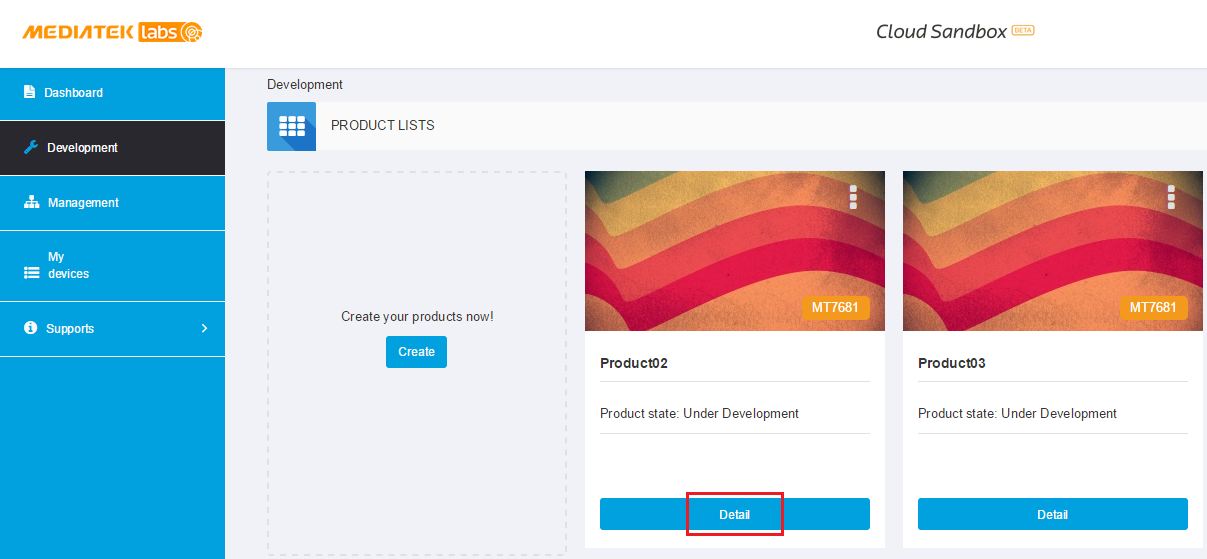 MEDIATEK labs
Cloud Sandbox BETA
Dashboard
Development
Management
My
devices
Supports
Development
PRODUCT LISTS
Create your products now!
Create
MT7681
Product02
Product state: Under Development
Detail
MT7681
Product03
Product state: Under Development
Detail